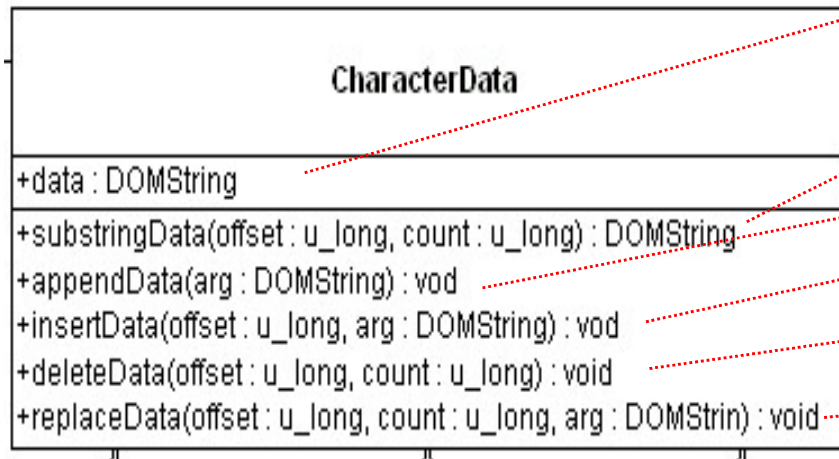 CharacterData
+data : DOMString
+substringData(offset : u_long, count : u_long) : DOMString
+appendData(arg : DOMString) : vod
+insertData(offset : u_long, arg : DOMString) : vod
+deleteData(offset : u_long, count : u_long) : void
+replaceData(offset : u_long, count : u_long, arg : DOMStrin) : void